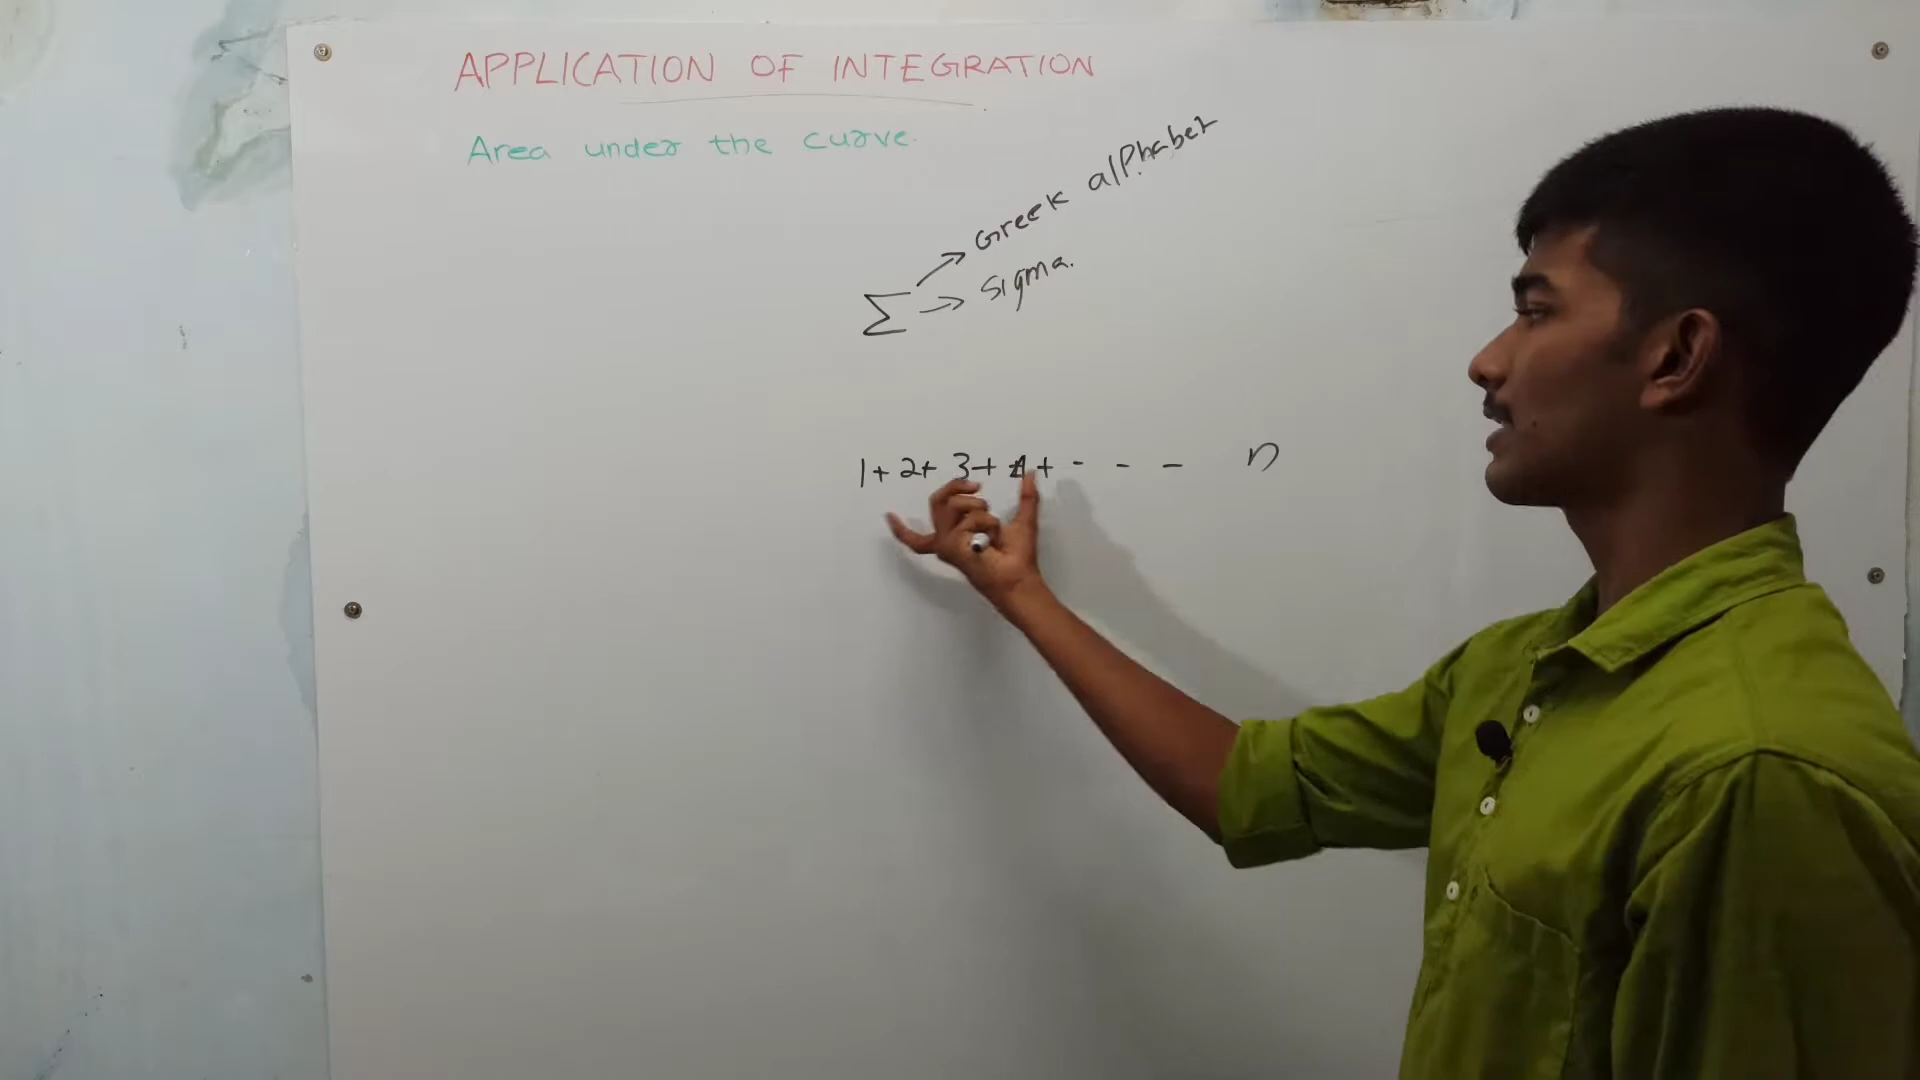 APPLICATION OF INTEGRATION
Area under the curve.
Σ → Greek alphabet
→ Sigma.
1+2+3+4+ - - - n